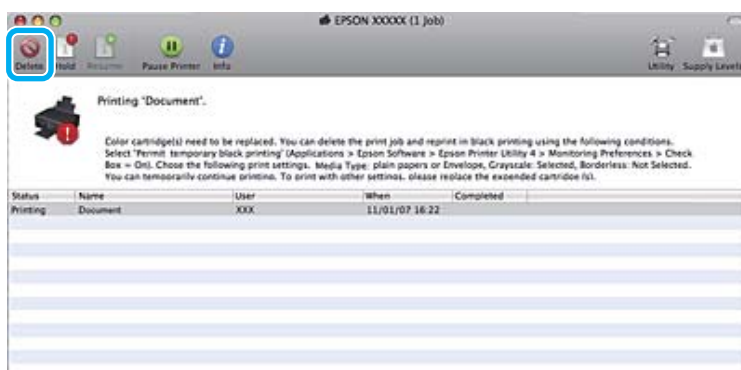 EPSON XXXXX (1 Job)
Delete Hold Resume Pause Printer Info Utility Supply Levels
Printing "Document".
Color cartridge(s) need to be replaced. You can delete the print job and reprint in black printing using the following conditions.
Select "Permit temporary black printing" (Applications > Epson Software > Epson Printer Utility 4 > Monitoring Preferences > Check
Box = On). Chose the following print settings. Media Type: plain papers or Envelope, Grayscale: Selected, Borderless: Not Selected.
You can temporarily continue printing. To print with other settings, please replace the expended cartridge (s).
Status Name User When Completed
Printing Document XXX 11/01/07 16:22